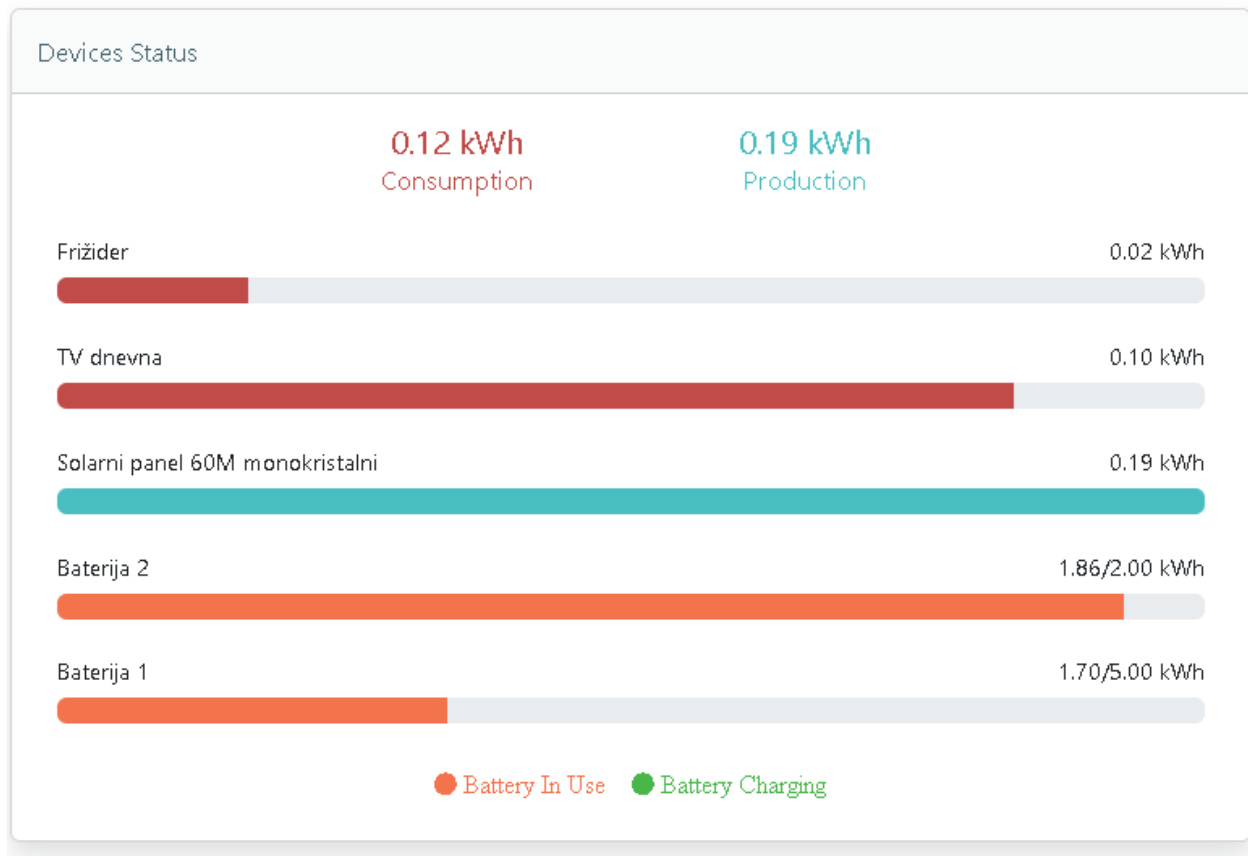 Devices Status
0.12 kWh 0.19 kWh
Consumption Production
Frižider 0.02 kWh
TV dnevna 0.10 kWh
Solarni panel 60M monokristalni 0.19 kWh
Baterija 2 1.86/2.00 kWh
Baterija 1 1.70/5.00 kWh
Battery In Use Battery Charging